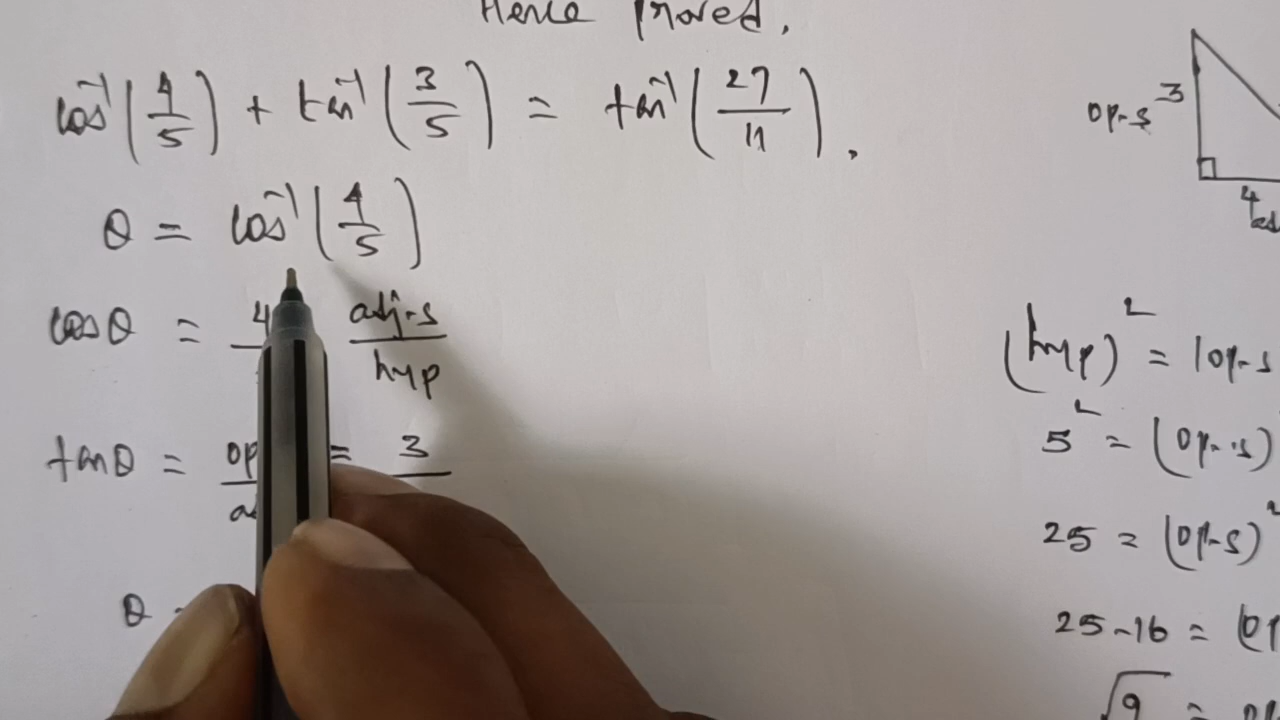 Hence proved.
cos⁻¹(4/5) + tan⁻¹(3/5) = tan⁻¹(27/11).
θ = cos⁻¹(4/5)
cosθ = 4 adj-s/hyp
tanθ = = 3
θ
op-s 3
4
(hyp)² = (op-s
5² = (op-s)
25 = (op-s)²
25-16 =
√9 =